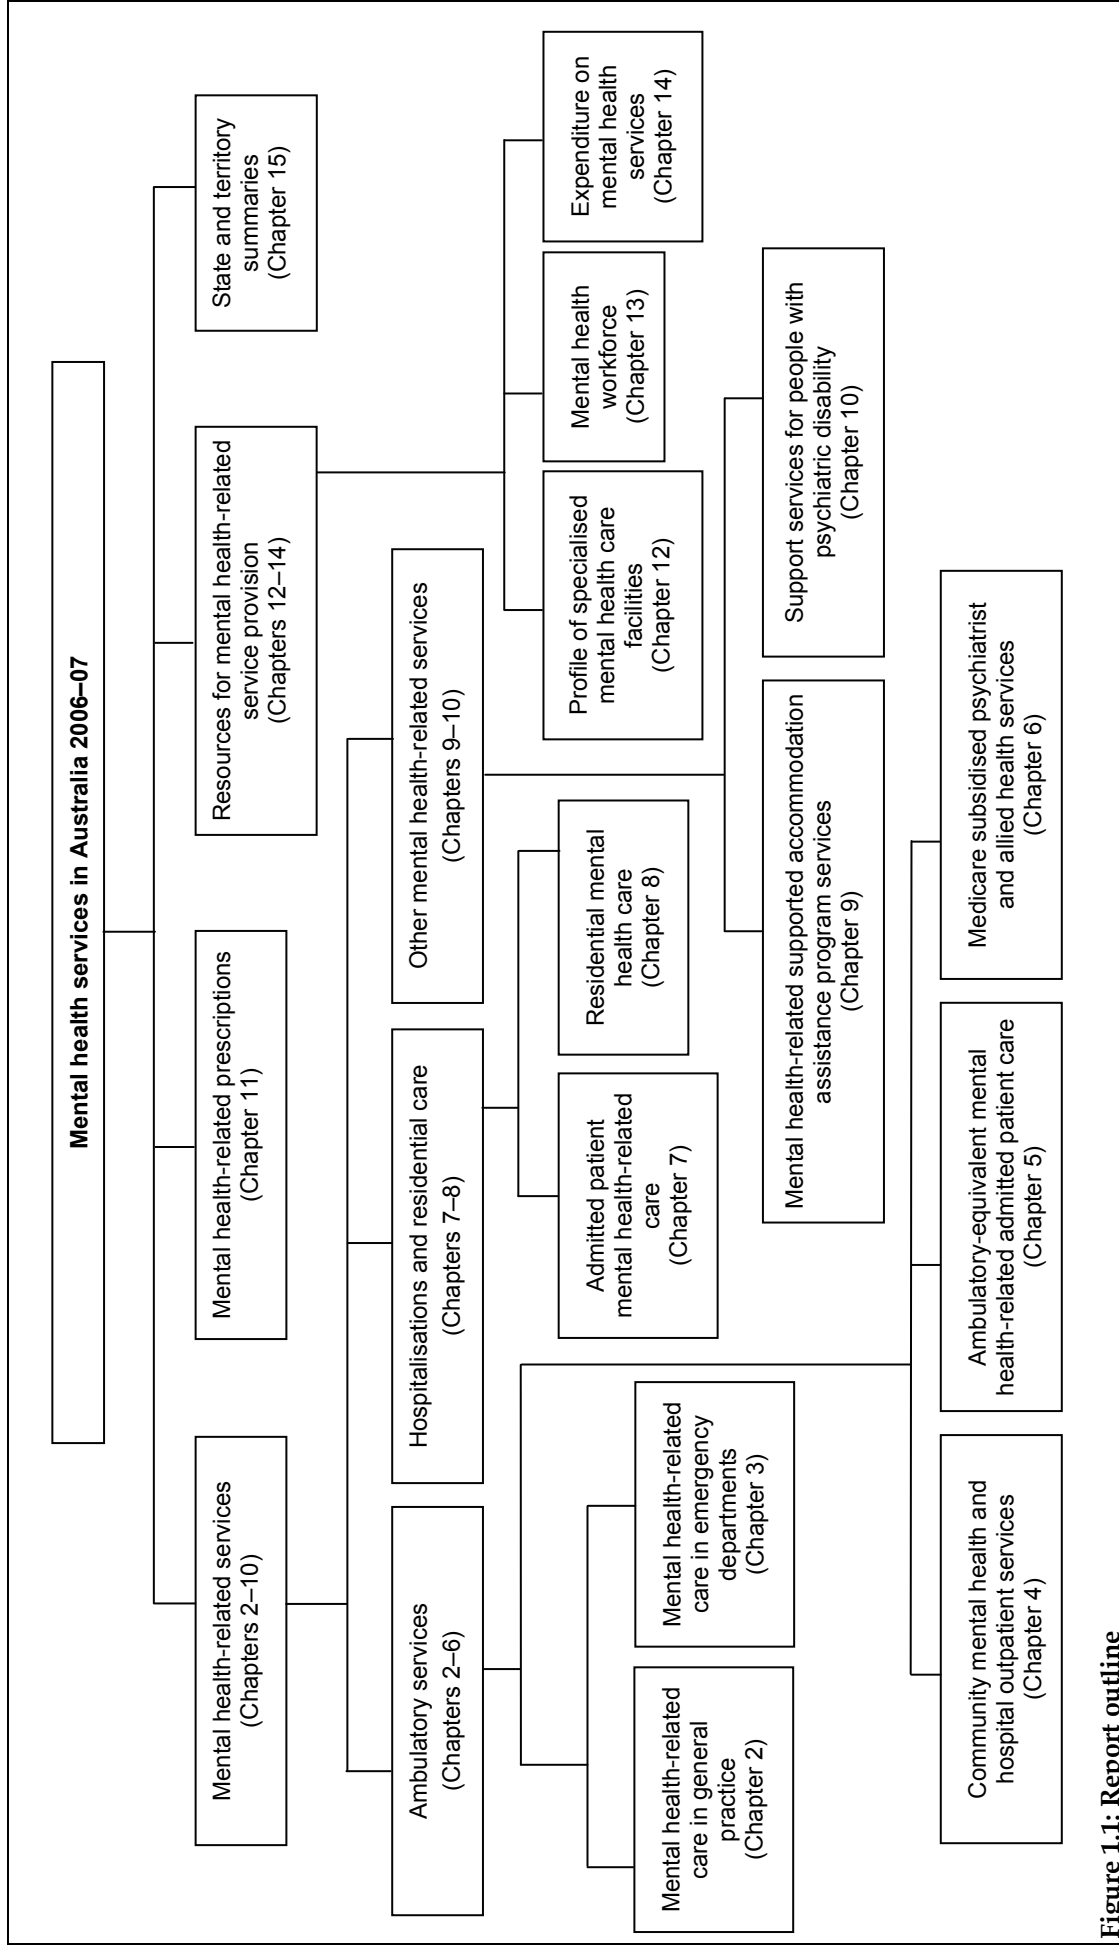 Mental health services in Australia 2006–07
Mental health-related services
(Chapters 2–10)
Mental health-related prescriptions
(Chapter 11)
Resources for mental health-related
service provision
(Chapters 12–14)
State and territory
summaries
(Chapter 15)
Ambulatory services
(Chapters 2–6)
Hospitalisations and residential care
(Chapters 7–8)
Other mental health-related services
(Chapters 9–10)
Profile of specialised
mental health care
facilities
(Chapter 12)
Mental health
workforce
(Chapter 13)
Expenditure on
mental health
services
(Chapter 14)
Admitted patient
mental health-related
care
(Chapter 7)
Residential mental
health care
(Chapter 8)
Mental health-related care in general
practice
(Chapter 2)
Mental health-related
care in emergency
departments
(Chapter 3)
Mental health-related supported accommodation
assistance program services
(Chapter 9)
Support services for people with
psychiatric disability
(Chapter 10)
Community mental health and
hospital outpatient services
(Chapter 4)
Ambulatory-equivalent mental
health-related admitted patient care
(Chapter 5)
Medicare subsidised psychiatrist
and allied health services
(Chapter 6)
Figure 1.1: Report outline